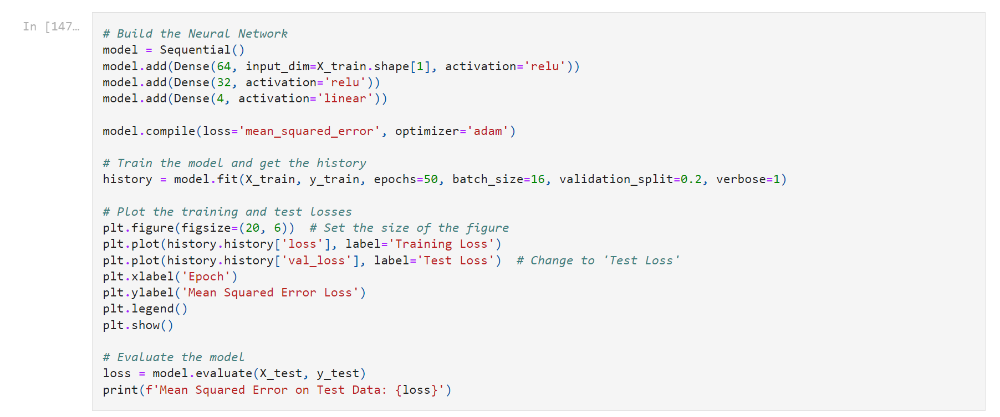 In [147…
# Build the Neural Network
model = Sequential()
model.add(Dense(64, input_dim=X_train.shape[1], activation='relu'))
model.add(Dense(32, activation='relu'))
model.add(Dense(4, activation='linear'))
model.compile(loss='mean_squared_error', optimizer='adam')
# Train the model and get the history
history = model.fit(X_train, y_train, epochs=50, batch_size=16, validation_split=0.2, verbose=1)
# Plot the training and test losses
plt.figure(figsize=(20, 6))  # Set the size of the figure
plt.plot(history.history['loss'], label='Training Loss')
plt.plot(history.history['val_loss'], label='Test Loss')  # Change to 'Test Loss'
plt.xlabel('Epoch')
plt.ylabel('Mean Squared Error Loss')
plt.legend()
plt.show()
# Evaluate the model
loss = model.evaluate(X_test, y_test)
print(f'Mean Squared Error on Test Data: {loss}')